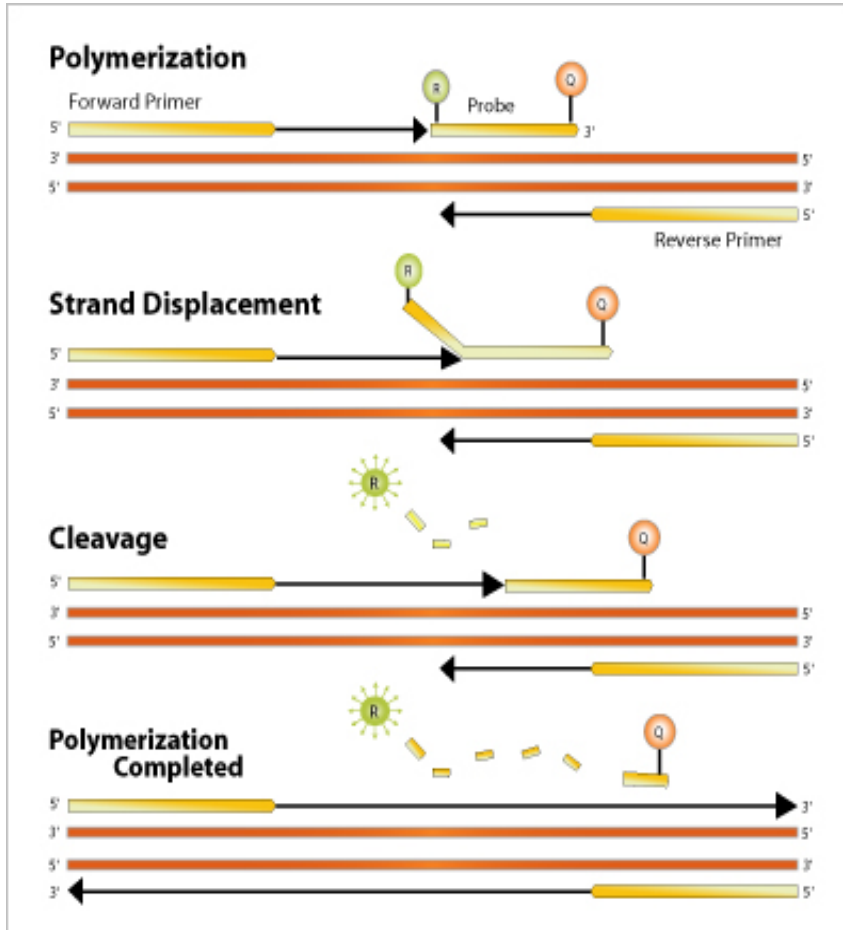 Polymerization
Forward Primer
R
Q
Probe
5' 3'
3' 5'
5' 3'
5'
Reverse Primer
R
Q
Strand Displacement
5'
3' 5'
5' 3'
5'
R
Cleavage
Q
5'
3' 5'
5' 3'
5'
R
Q
Polymerization
Completed
5' 3'
3' 5'
5' 3'
3' 5'